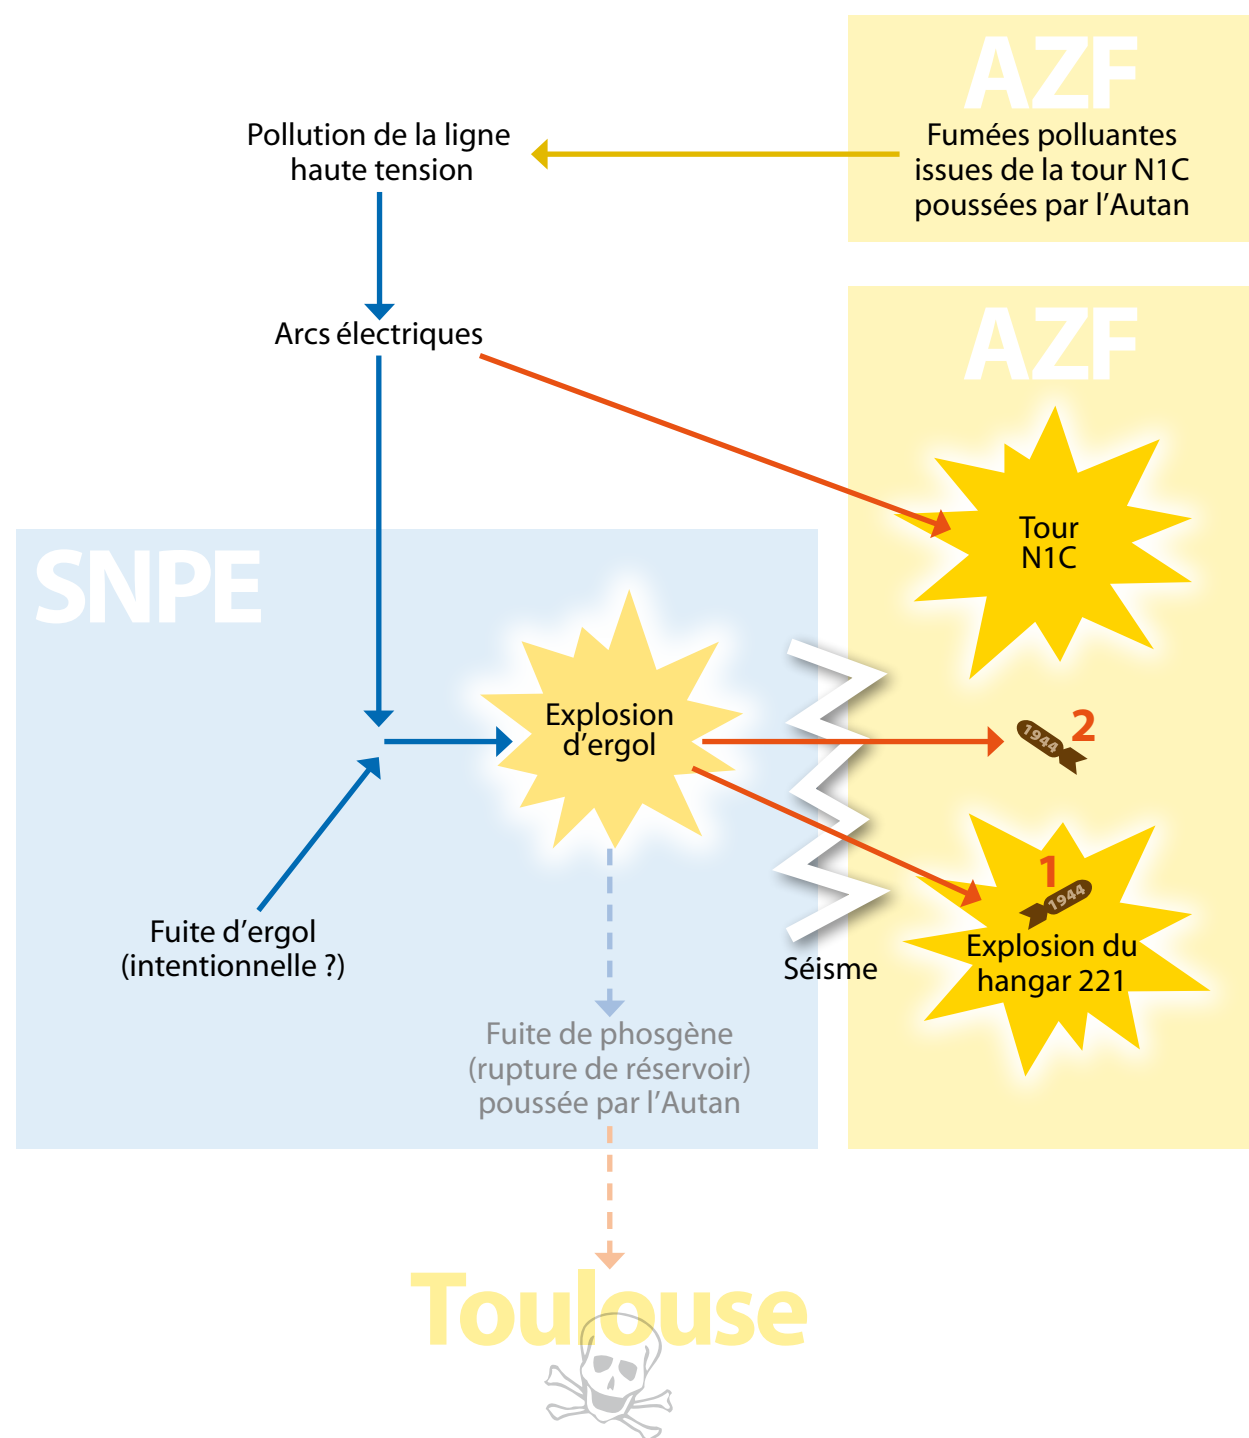 AZF
Fumées polluantes
issues de la tour N1C
poussées par l’Autan
Pollution de la ligne
haute tension
Arcs électriques
AZF
Tour
N1C
SNPE
Explosion
d’ergol
2
1944
1
1944
Explosion du
hangar 221
Fuite d’ergol
(intentionnelle ?)
Séisme
Fuite de phosgène
(rupture de réservoir)
poussée par l’Autan
Toulouse